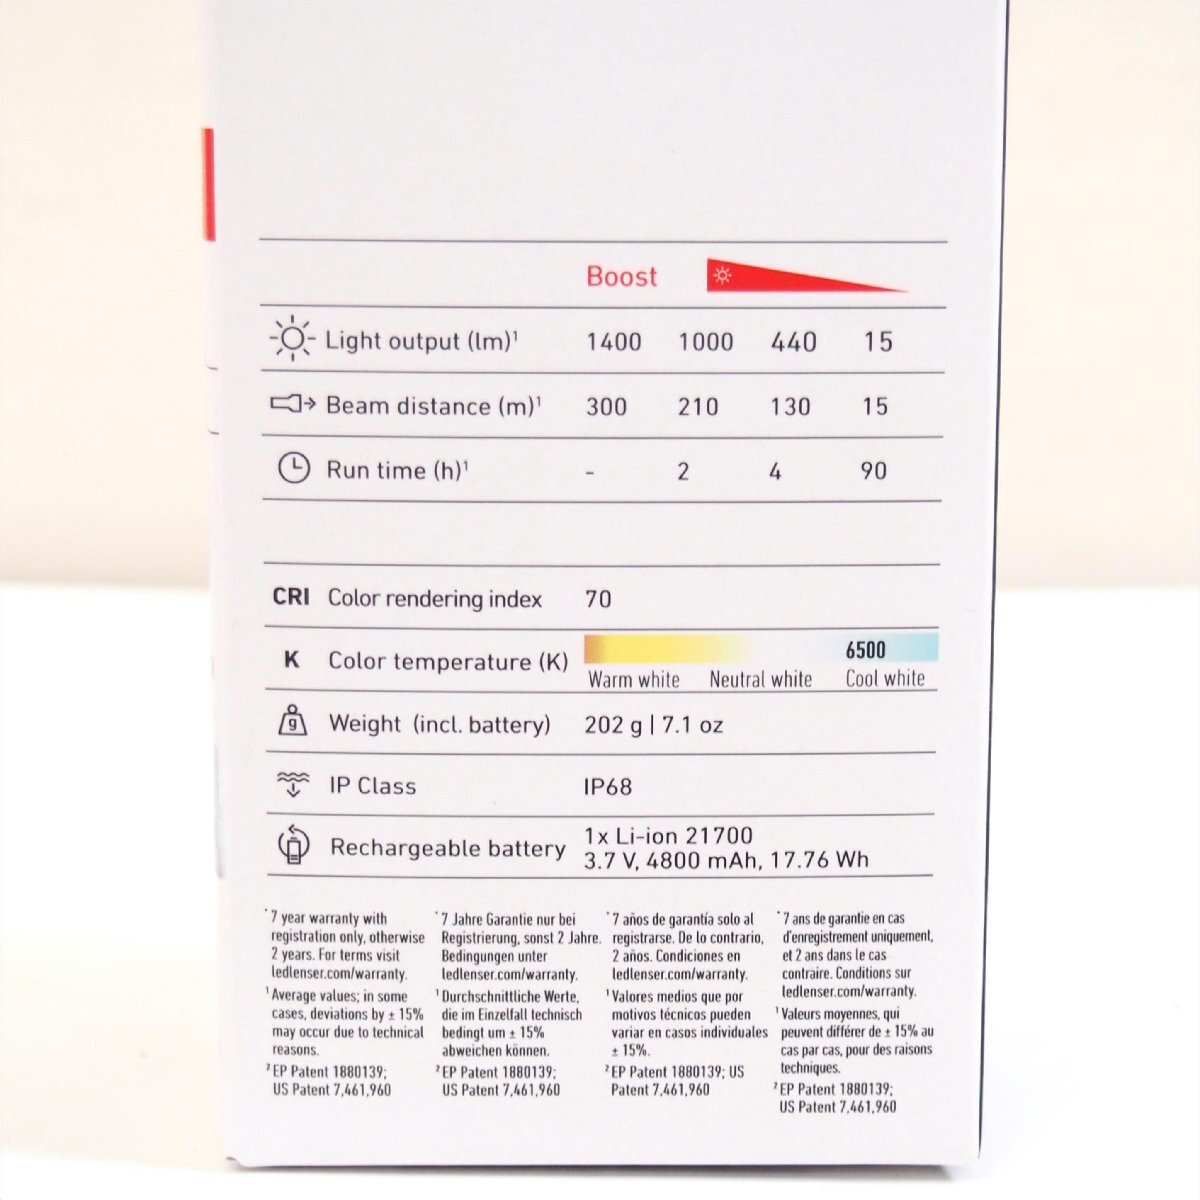 Boost
Light output (lm)¹ 1400 1000 440 15
Beam distance (m)¹ 300 210 130 15
Run time (h)¹ - 2 4 90
CRI Color rendering index 70
K Color temperature (K) 6500
Warm white Neutral white Cool white
g Weight (incl. battery) 202 g | 7.1 oz
IP Class IP68
Rechargeable battery 1x Li-ion 21700
3.7 V, 4800 mAh, 17.76 Wh
*7 year warranty with
registration only, otherwise
2 years. For terms visit
ledlenser.com/warranty.
¹Average values; in some
cases, deviations by ± 15%
may occur due to technical
reasons.
²EP Patent 1880139;
US Patent 7,461,960
*7 Jahre Garantie nur bei
Registrierung, sonst 2 Jahre.
Bedingungen unter
ledlenser.com/warranty.
¹Durchschnittliche Werte,
die im Einzelfall technisch
bedingt um ± 15%
abweichen können.
²EP Patent 1880139;
US Patent 7,461,960
*7 años de garantía solo al
registrarse. De lo contrario,
2 años. Condiciones en
ledlenser.com/warranty.
¹Valores medios que por
motivos técnicos pueden
variar en casos individuales
± 15%.
²EP Patent 1880139; US
Patent 7,461,960
*7 ans de garantie en cas
d'enregistrement uniquement,
et 2 ans dans le cas
contraire. Conditions sur
ledlenser.com/warranty.
¹Valeurs moyennes, qui
peuvent différer de ± 15% au
cas par cas, pour des raisons
techniques.
²EP Patent 1880139;
US Patent 7,461,960